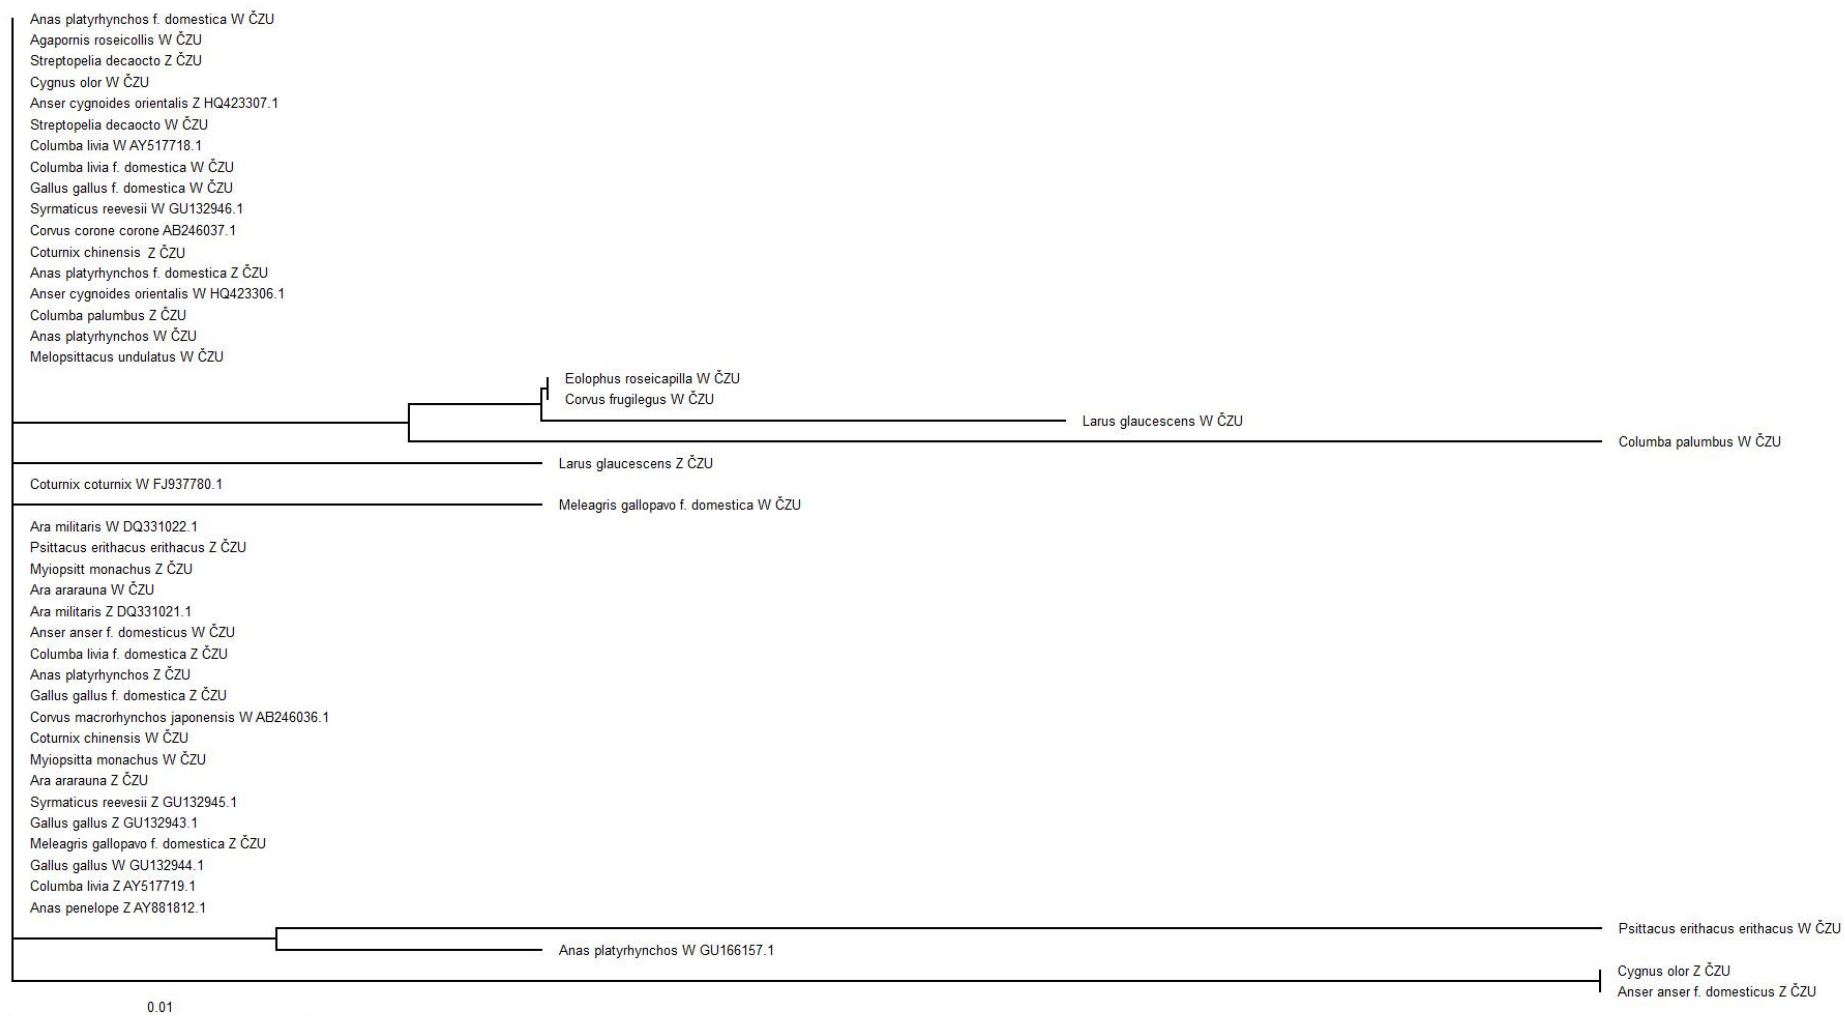 Anas platyrhynchos f. domestica W ČZU
Agapornis roseicollis W ČZU
Streptopelia decaocto Z ČZU
Cygnus olor W ČZU
Anser cygnoides orientalis Z HQ423307.1
Streptopelia decaocto W ČZU
Columba livia W AY517718.1
Columba livia f. domestica W ČZU
Gallus gallus f. domestica W ČZU
Syrmaticus reevesii W GU132946.1
Corvus corone corone AB246037.1
Coturnix chinensis Z ČZU
Anas platyrhynchos f. domestica Z ČZU
Anser cygnoides orientalis W HQ423306.1
Columba palumbus Z ČZU
Anas platyrhynchos W ČZU
Melopsittacus undulatus W ČZU
Eolophus roseicapilla W ČZU
Corvus frugilegus W ČZU
Larus glaucescens W ČZU
Columba palumbus W ČZU
Larus glaucescens Z ČZU
Coturnix coturnix W FJ937780.1
Meleagris gallopavo f. domestica W ČZU
Ara militaris W DQ331022.1
Psittacus erithacus erithacus Z ČZU
Myiopsitt monachus Z ČZU
Ara ararauna W ČZU
Ara militaris Z DQ331021.1
Anser anser f. domesticus W ČZU
Columba livia f. domestica Z ČZU
Anas platyrhynchos Z ČZU
Gallus gallus f. domestica Z ČZU
Corvus macrorhynchos japonensis W AB246036.1
Coturnix chinensis W ČZU
Myiopsitta monachus W ČZU
Ara ararauna Z ČZU
Syrmaticus reevesii Z GU132945.1
Gallus gallus Z GU132943.1
Meleagris gallopavo f. domestica Z ČZU
Gallus gallus W GU132944.1
Columba livia Z AY517719.1
Anas penelope Z AY881812.1
Psittacus erithacus erithacus W ČZU
Anas platyrhynchos W GU166157.1
Cygnus olor Z ČZU
Anser anser f. domesticus Z ČZU
0.01